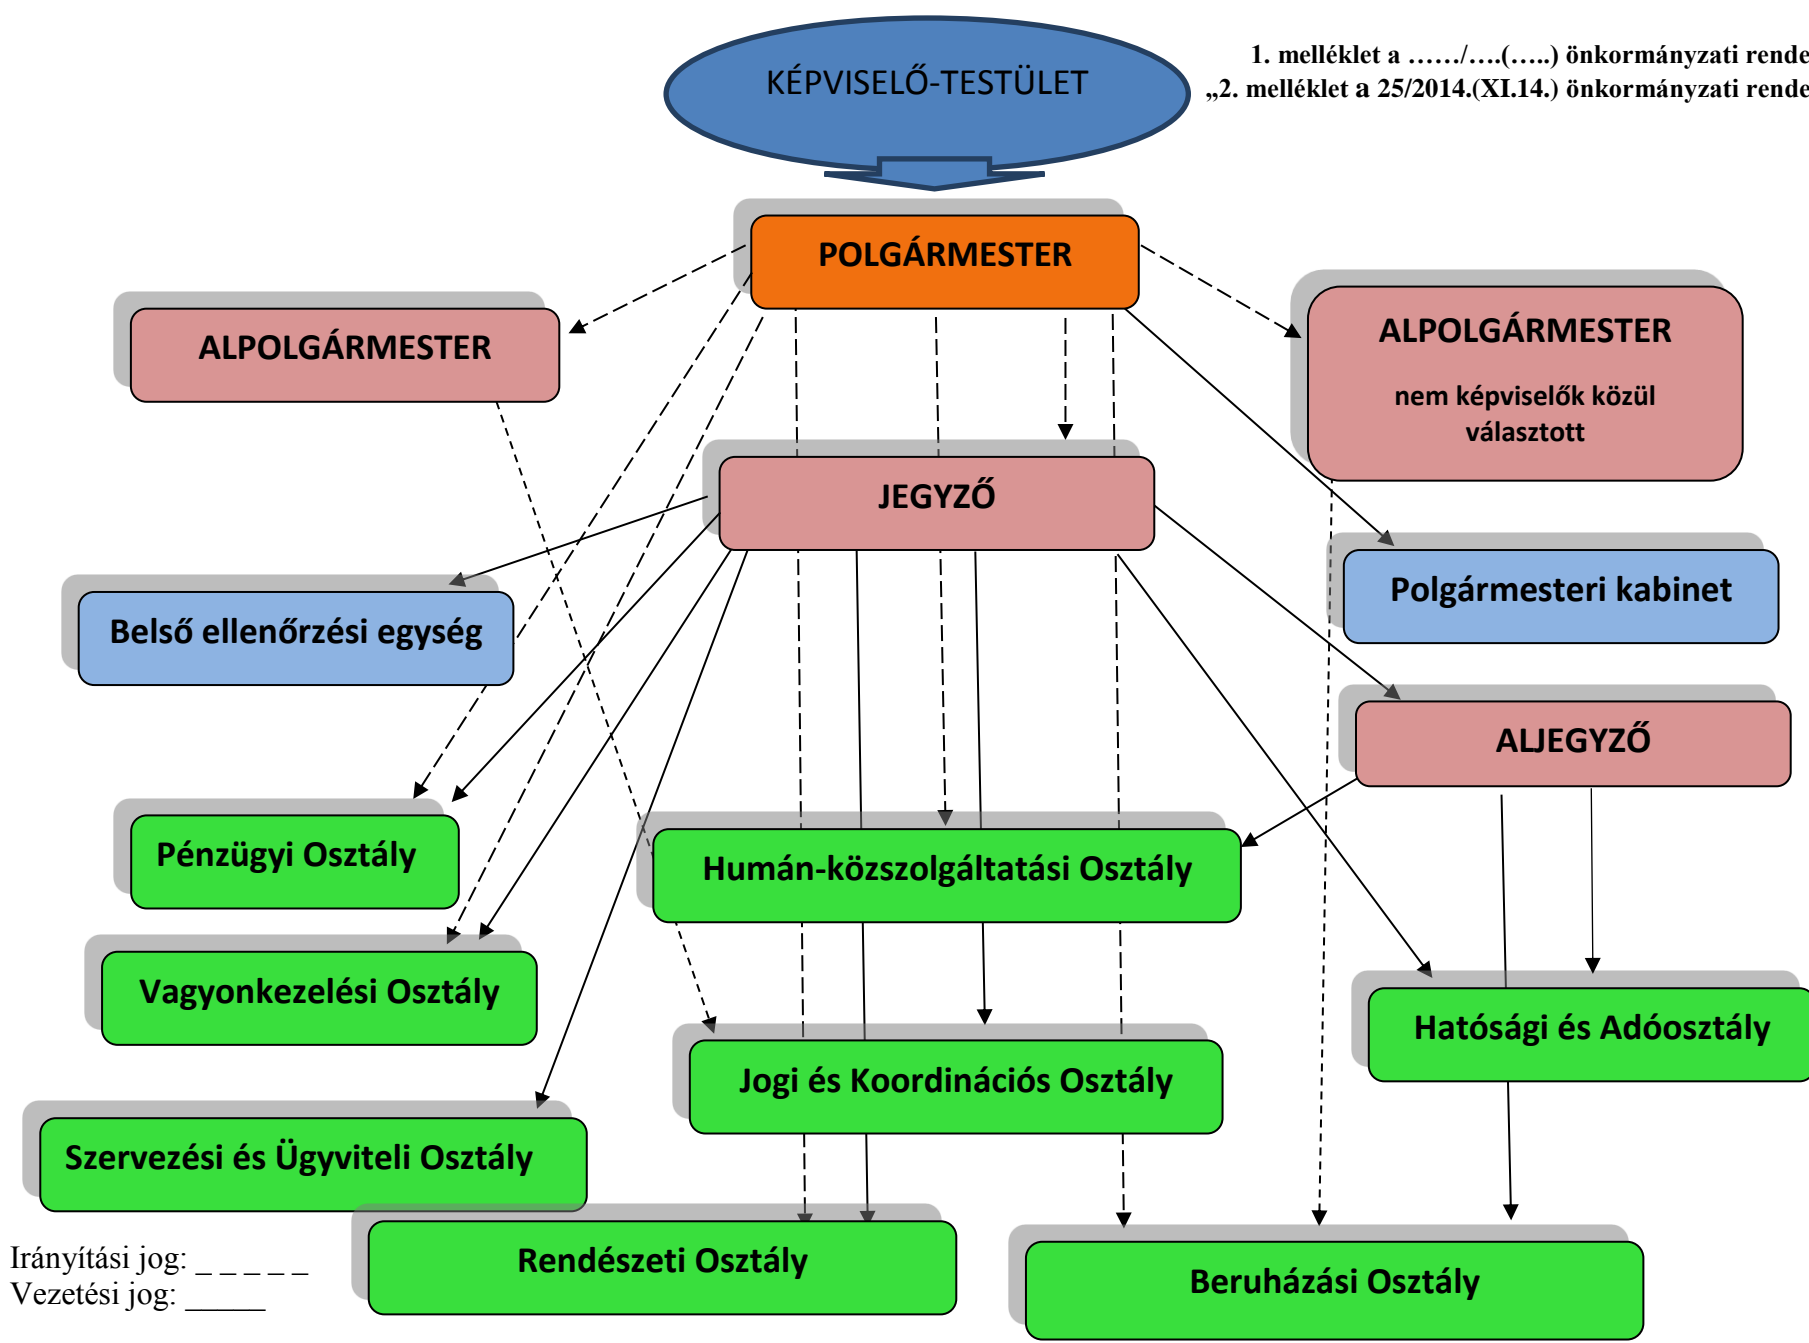 KÉPVISELŐ-TESTÜLET
1. melléklet a ……/….(…..) önkormányzati rende
„2. melléklet a 25/2014.(XI.14.) önkormányzati rende
POLGÁRMESTER
ALPOLGÁRMESTER
ALPOLGÁRMESTER
nem képviselők közül
választott
JEGYZŐ
Belső ellenőrzési egység
Polgármesteri kabinet
ALJEGYZŐ
Pénzügyi Osztály
Humán-közszolgáltatási Osztály
Vagyonkezelési Osztály
Hatósági és Adóosztály
Jogi és Koordinációs Osztály
Szervezési és Ügyviteli Osztály
Rendészeti Osztály
Beruházási Osztály
Irányítási jog: _ _ _ _ _
Vezetési jog: _____